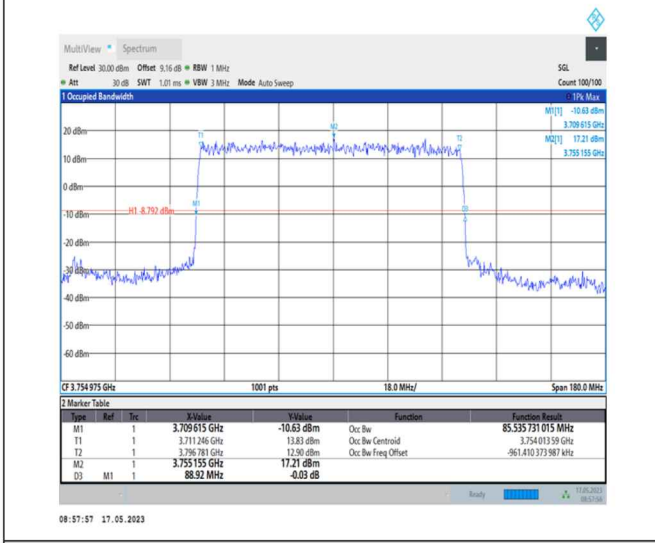 MultiView Spectrum
Ref Level 30.00 dBm Offset 9.16 dB RBW 1 MHz SGL
Att 30 dB SWT 1.01 ms VBW 3 MHz Mode Auto Sweep Count 100/100
1 Occupied Bandwidth 1Pk Max
M1[1] -10.63 dBm
3.709 615 GHz
M2[1] 17.21 dBm
3.755 155 GHz
M2
T1
T2
20 dBm
10 dBm
0 dBm
M1
D3
H1 -8.792 dBm
-10 dBm
-20 dBm
-30 dBm
-40 dBm
-50 dBm
-60 dBm
CF 3.754 975 GHz 1001 pts 18.0 MHz/ Span 180.0 MHz
2 Marker Table
Type Ref Trc X-Value Y-Value Function Function Result
M1 1 3.709 615 GHz -10.63 dBm Occ Bw 85.535 731 015 MHz
T1 1 3.711 246 GHz 13.83 dBm Occ Bw Centroid 3.754 013 59 GHz
T2 1 3.796 781 GHz 12.90 dBm Occ Bw Freq Offset -961.410 373 987 kHz
M2 1 3.755 155 GHz 17.21 dBm
D3 M1 1 88.92 MHz -0.03 dB
Ready 17.05.2023
08:57:56
08:57:57 17.05.2023